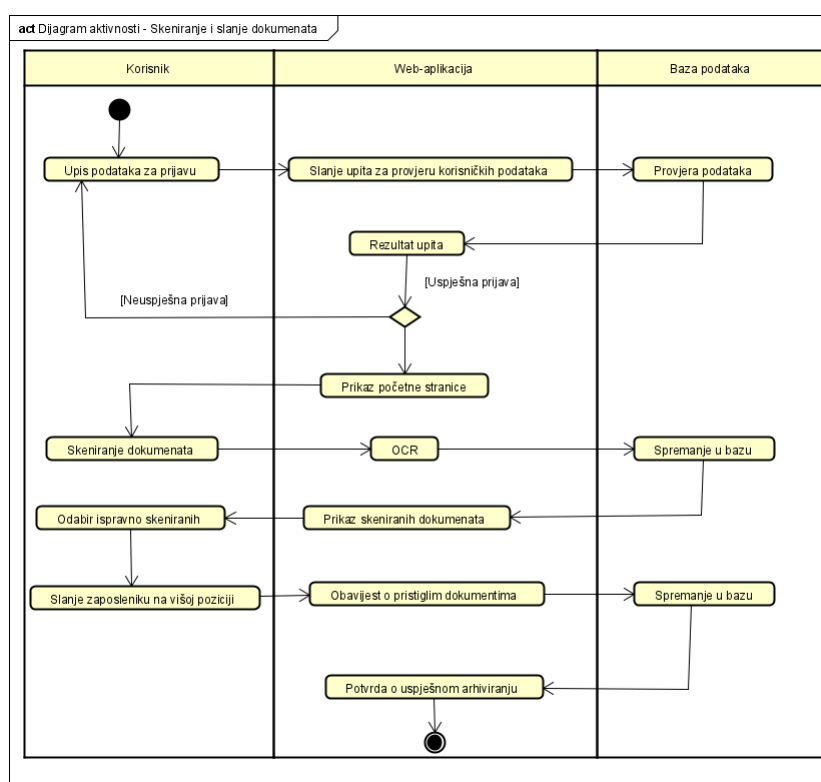 act Dijagram aktivnosti - Skeniranje i slanje dokumenata
Korisnik
Web-aplikacija
Baza podataka
Upis podataka za prijavu
Slanje upita za provjeru korisničkih podataka
Provjera podataka
Rezultat upita
[Uspješna prijava]
[Neuspješna prijava]
Prikaz početne stranice
Skeniranje dokumenata
OCR
Spremanje u bazu
Odabir ispravno skeniranih
Prikaz skeniranih dokumenata
Slanje zaposleniku na višoj poziciji
Obavijest o pristiglim dokumentima
Spremanje u bazu
Potvrda o uspješnom arhiviranju